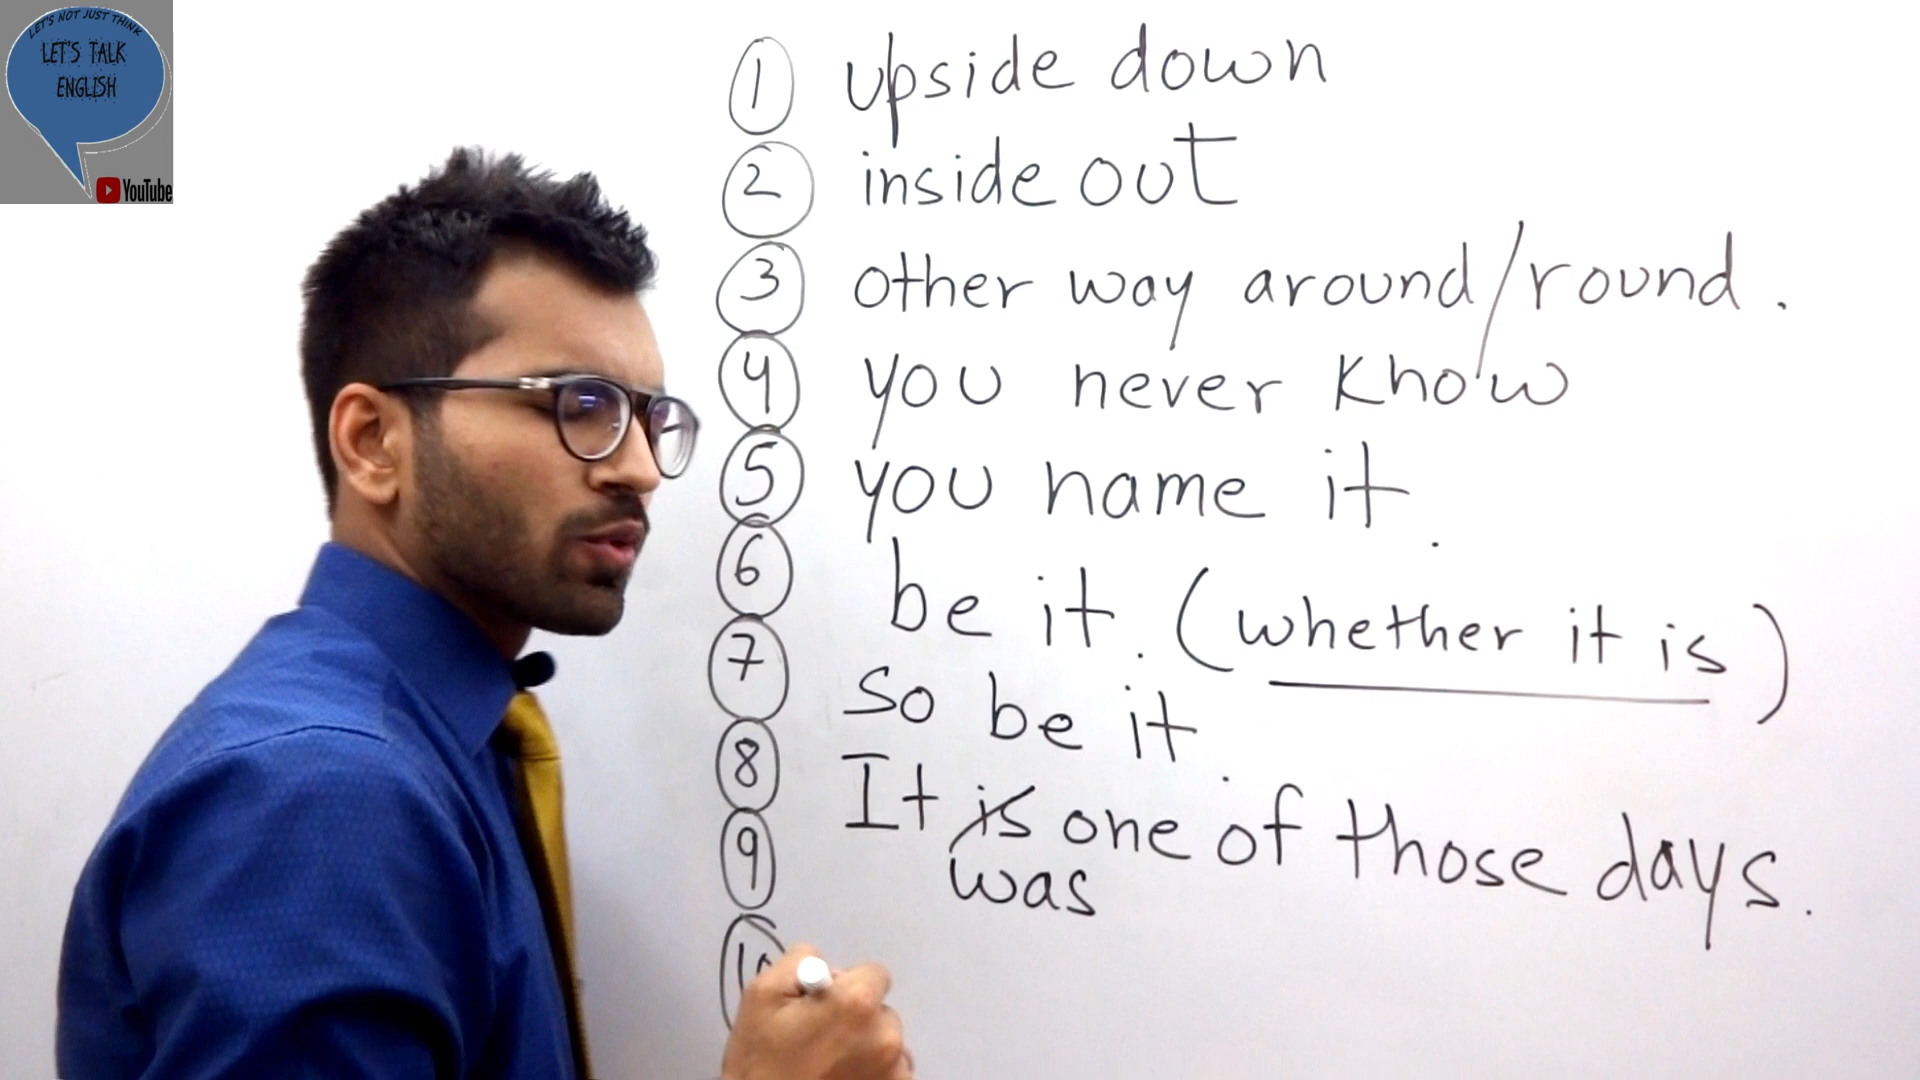 LET'S NOT JUST THINK
LET'S TALK
ENGLISH
YouTube
1 upside down
2 inside out
3 other way around/round.
4 you never know
5 you name it.
6 be it. (whether it is)
7 so be it.
8 It is one of those days.
was
9
10